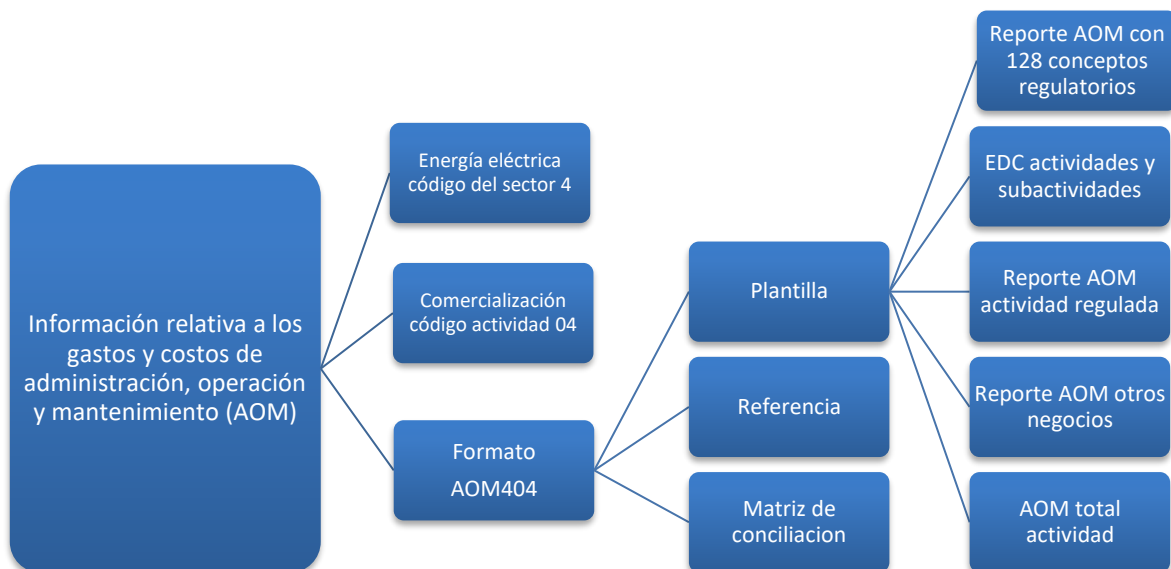 Información relativa a los
gastos y costos de
administración, operación
y mantenimiento (AOM)
Energía eléctrica
código del sector 4
Comercialización
código actividad 04
Formato
AOM404
Plantilla
Referencia
Matriz de
conciliacion
Reporte AOM con
128 conceptos
regulatorios
EDC actividades y
subactividades
Reporte AOM
actividad regulada
Reporte AOM otros
negocios
AOM total
actividad